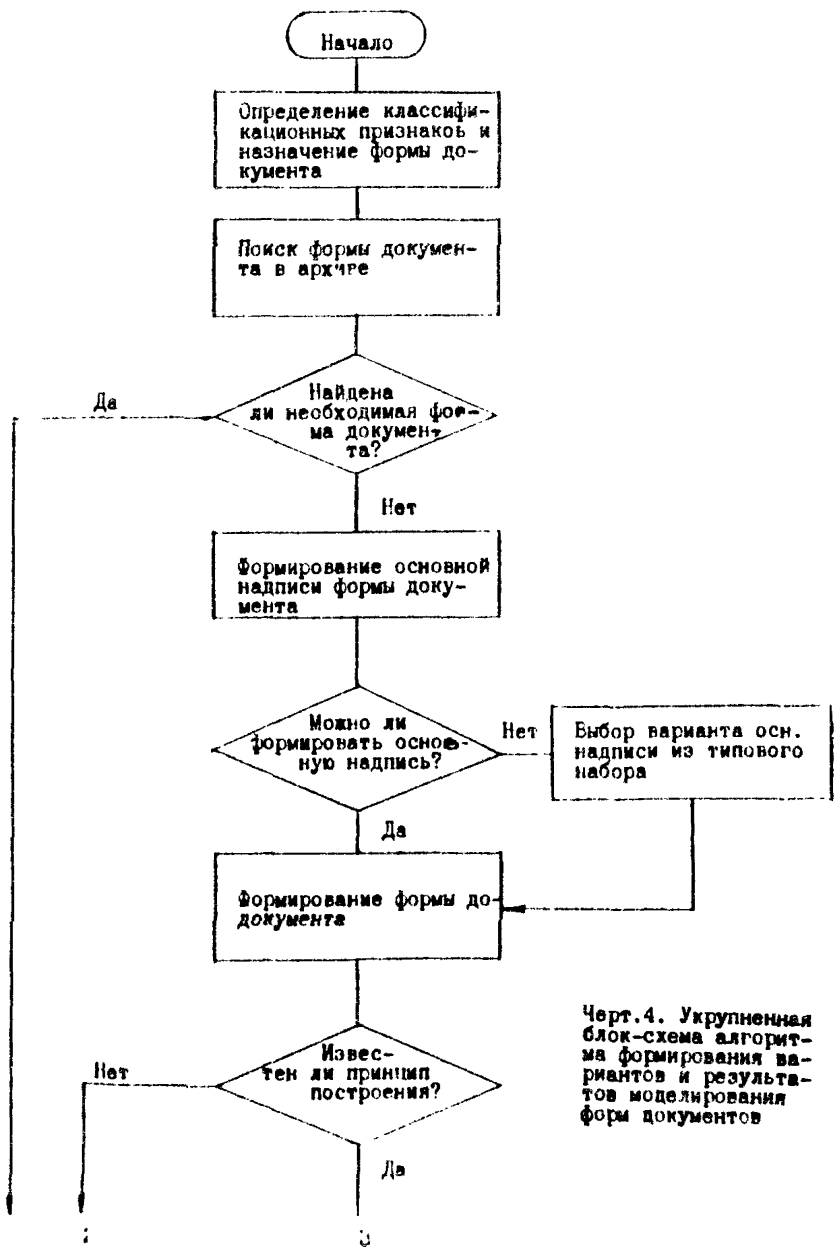 Начало
Определение классифи-
кационных признаков и
назначение формы до-
кумента
Поиск формы докумен-
та в архиве
Да
Найдена
ли необходимая фор-
ма докумен-
та?
Нет
Формирование основной
надписи формы доку-
мента
Можно ли
формировать основ-
ную надпись?
Нет
Выбор варианта осн.
надписи из типового
набора
Да
Формирование формы до-
документа
Черт.4. Укрупненная
блок-схема алгорит-
ма формирования ва-
риантов и результа-
тов моделирования
форм документов
Нет
Извес-
тен ли принцип
построения?
Да